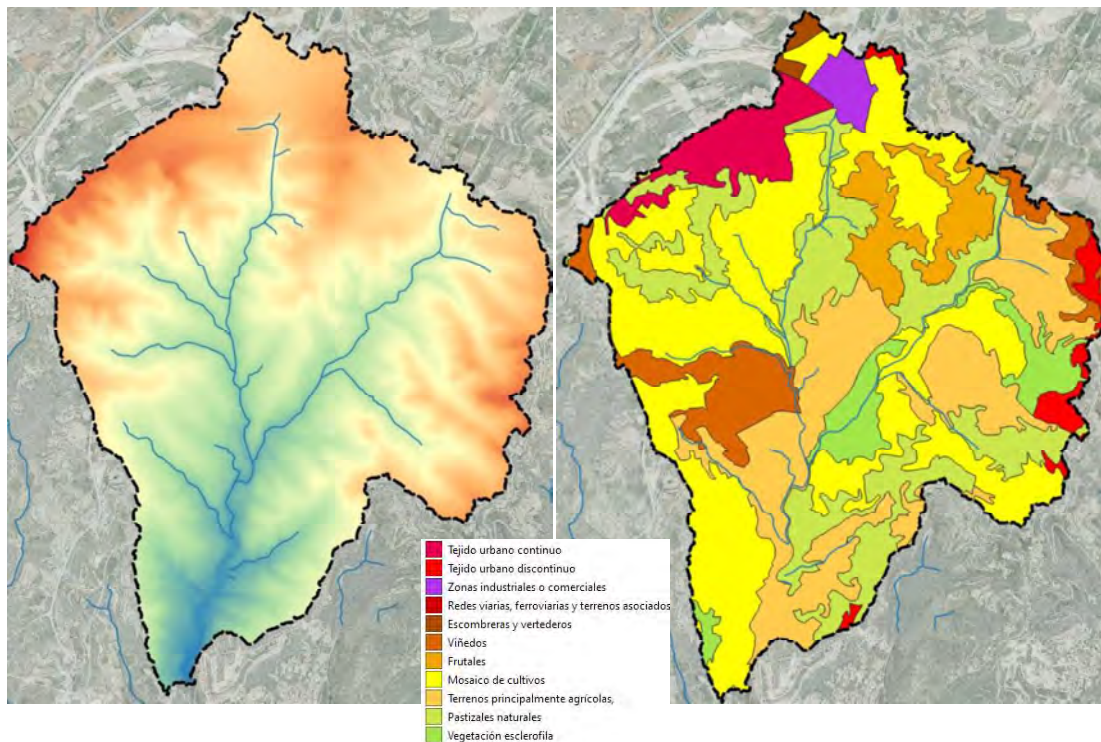 Tejido urbano continuo
Tejido urbano discontinuo
Zonas industriales o comerciales
Redes viarias, ferroviarias y terrenos asociados
Escombreras y vertederos
Viñedos
Frutales
Mosaico de cultivos
Terrenos principalmente agrícolas,
Pastizales naturales
Vegetación esclerofila